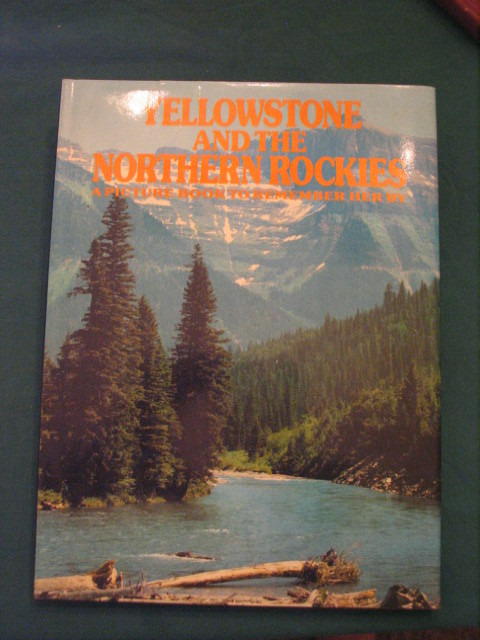 YELLOWSTONE
AND THE
NORTHERN ROCKIES
A PICTURE BOOK TO REMEMBER HER BY